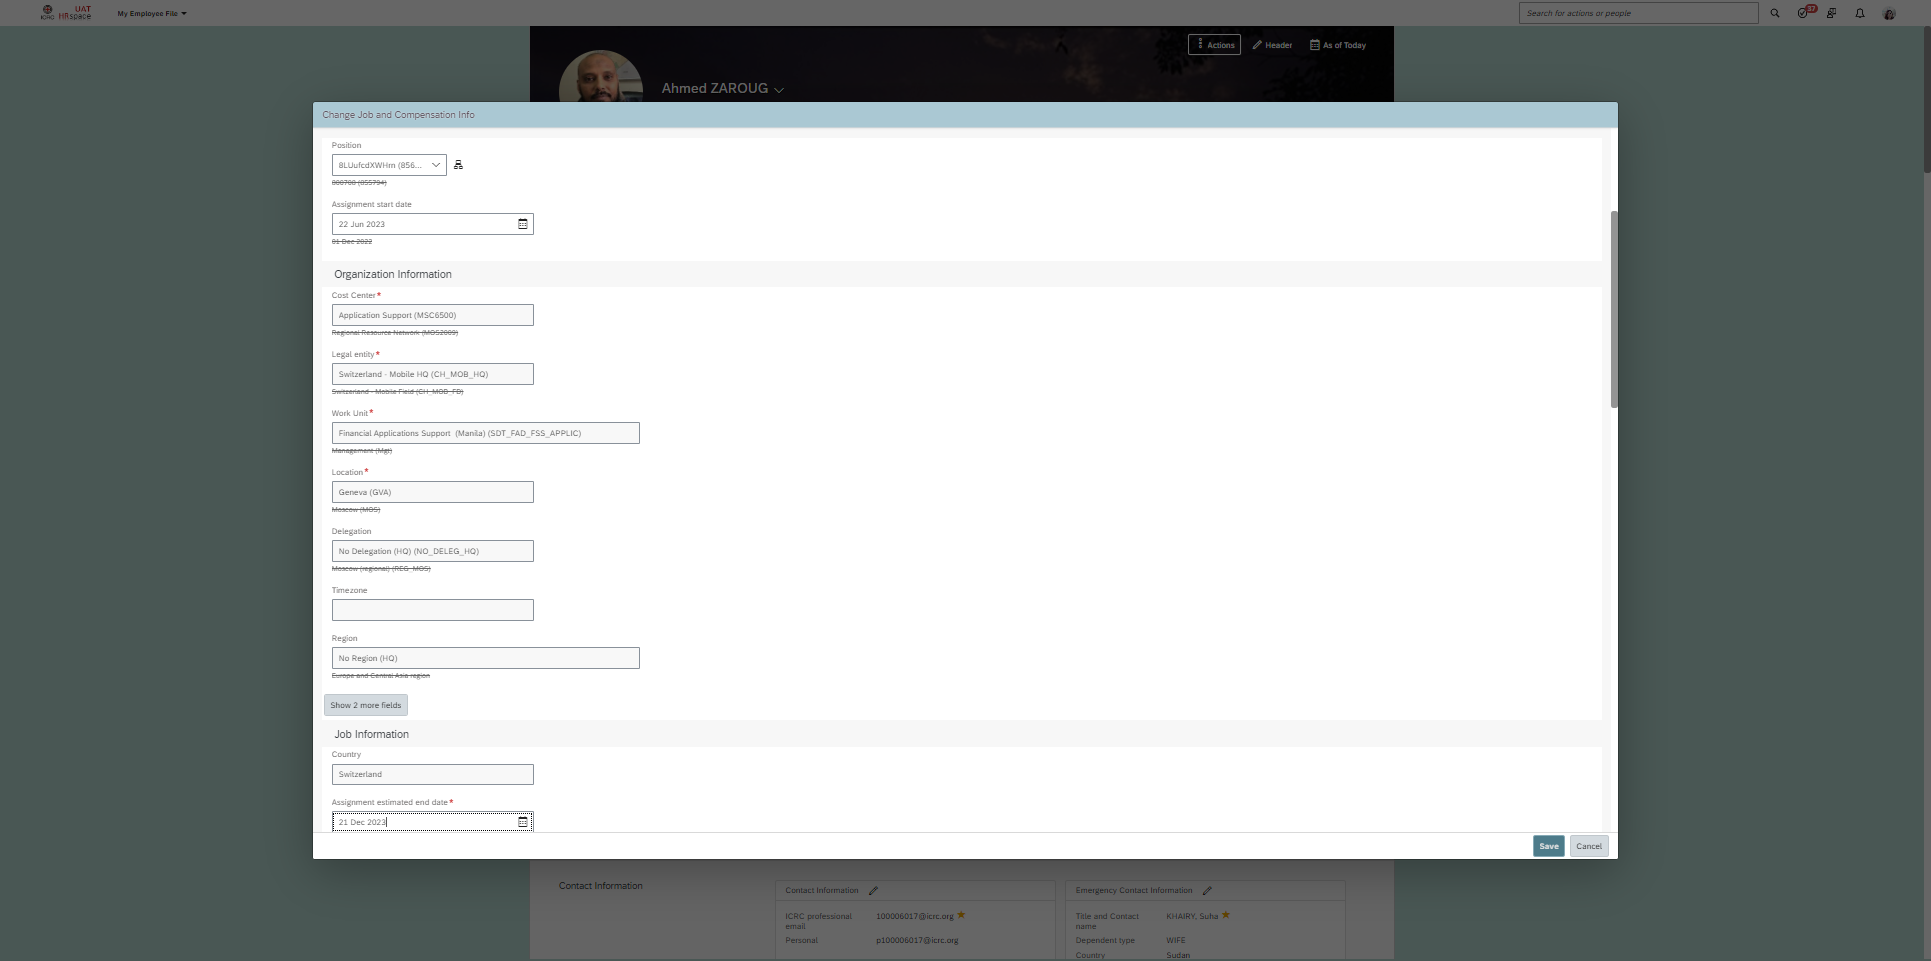 ICRC
UAT
HRspace
My Employee File
Search for actions or people
37
Actions
Header
As of Today
Ahmed ZAROUG
Change Job and Compensation Info
Position
8LUufcdXWHrn (856...
800708 (855794)
Assignment start date
22 Jun 2023
01 Dec 2022
Organization Information
Cost Center*
Application Support (MSC6500)
Regional Resource Network (MOS2009)
Legal entity*
Switzerland - Mobile HQ (CH_MOB_HQ)
Switzerland - Mobile Field (CH_MOB_FD)
Work Unit*
Financial Applications Support (Manila) (SDT_FAD_FSS_APPLIC)
Management (Mgt)
Location*
Geneva (GVA)
Moscow (MOS)
Delegation
No Delegation (HQ) (NO_DELEG_HQ)
Moscow (regional) (REG_MOS)
Timezone
Region
No Region (HQ)
Europe and Central Asia region
Show 2 more fields
Job Information
Country
Switzerland
Assignment estimated end date*
21 Dec 2023
Save
Cancel
Contact Information
Contact Information
ICRC professional email
100006017@icrc.org
Personal
p100006017@icrc.org
Emergency Contact Information
Title and Contact name
KHAIRY, Suha
Dependent type
WIFE
Country
Sudan